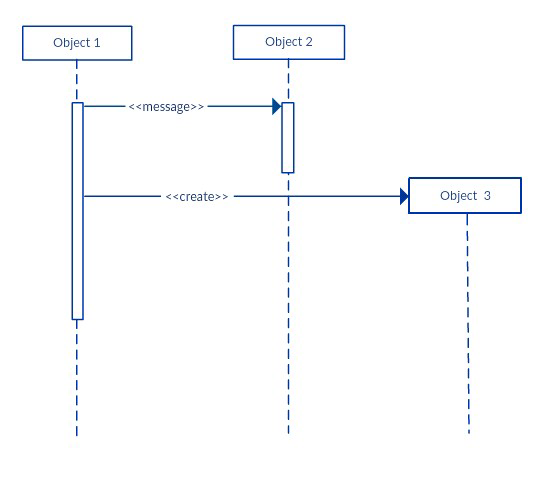 Object 1
Object 2
<<message>>
<<create>>
Object  3